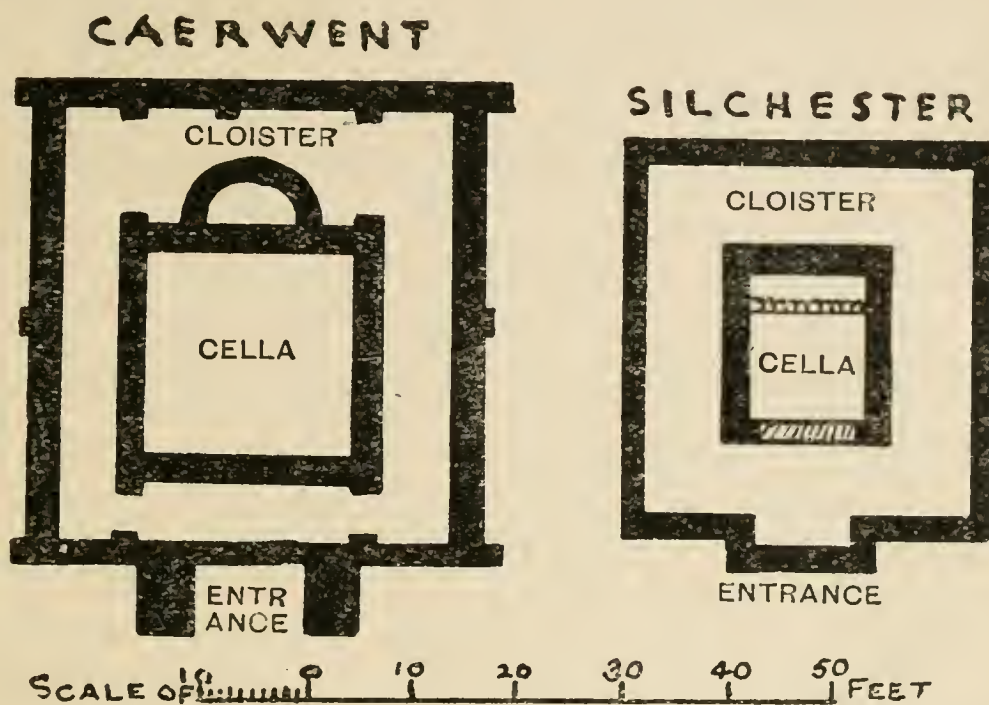 CAERWENT
CLOISTER
CELLA
ENTR
ANCE
SILCHESTER
CLOISTER
CELLA
ENTRANCE
SCALE OF 10 0 10 20 30 40 50 FEET